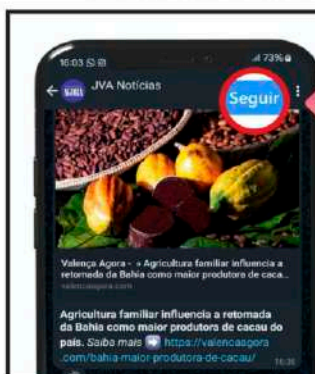 16:03
73%
JVA Notícias
Seguir
Valença Agora - » Agricultura familiar influencia a
retomada da Bahia como maior produtora de caca...
valencaagora.com
Agricultura familiar influencia a retomada
da Bahia como maior produtora de cacau do
país. Saiba mais ➡️ https://valencaagora
.com/bahia-maior-produtora-de-cacau/
16:36